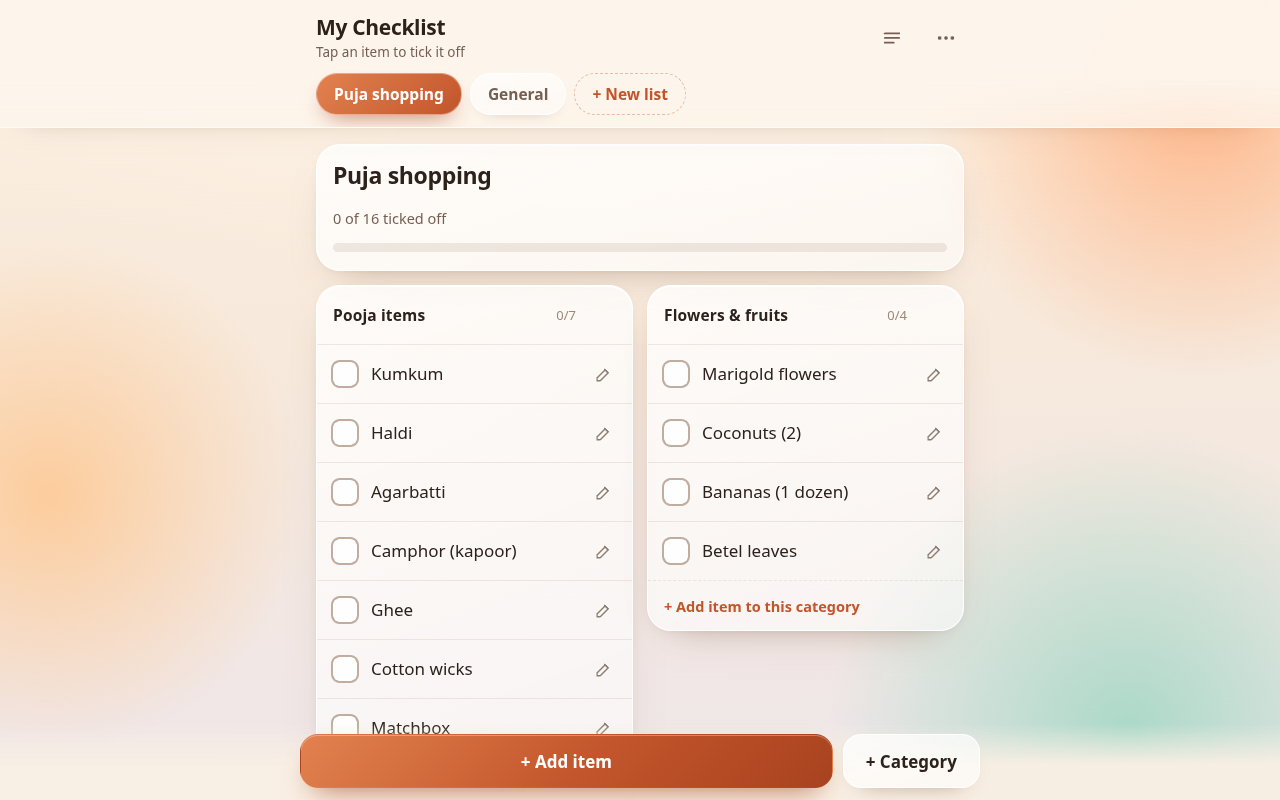 My Checklist
Tap an item to tick it off
Puja shopping
General
+ New list
Puja shopping
0 of 16 ticked off
Pooja items
0/7
Kumkum
Haldi
Agarbatti
Camphor (kapoor)
Ghee
Cotton wicks
Matchbox
Flowers & fruits
0/4
Marigold flowers
Coconuts (2)
Bananas (1 dozen)
Betel leaves
+ Add item to this category
+ Add item
+ Category